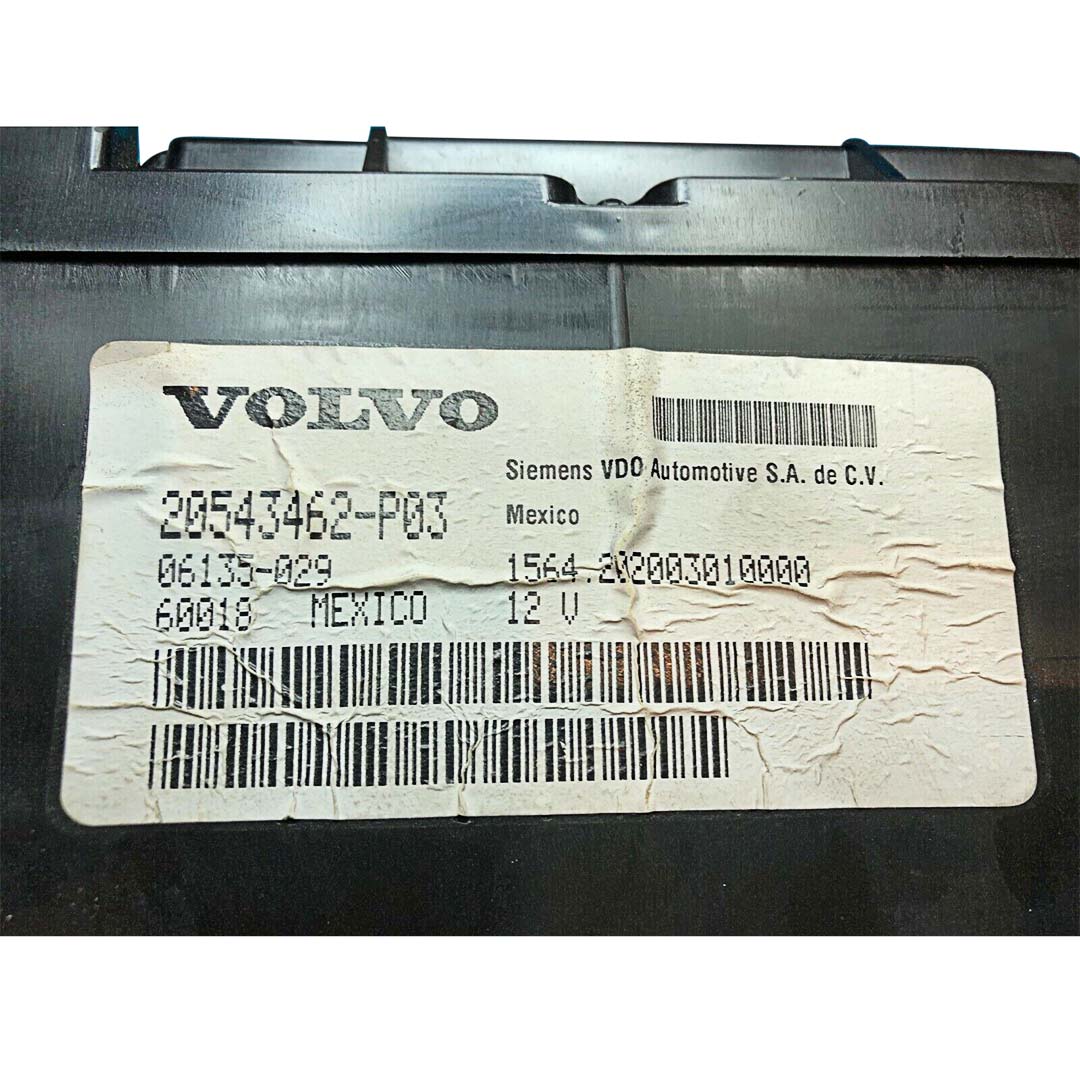 VOLVO
Siemens VDO Automotive S.A. de C.V.
20543462-P03
Mexico
06135-029
1564.202003010000
60018 MEXICO
12 V